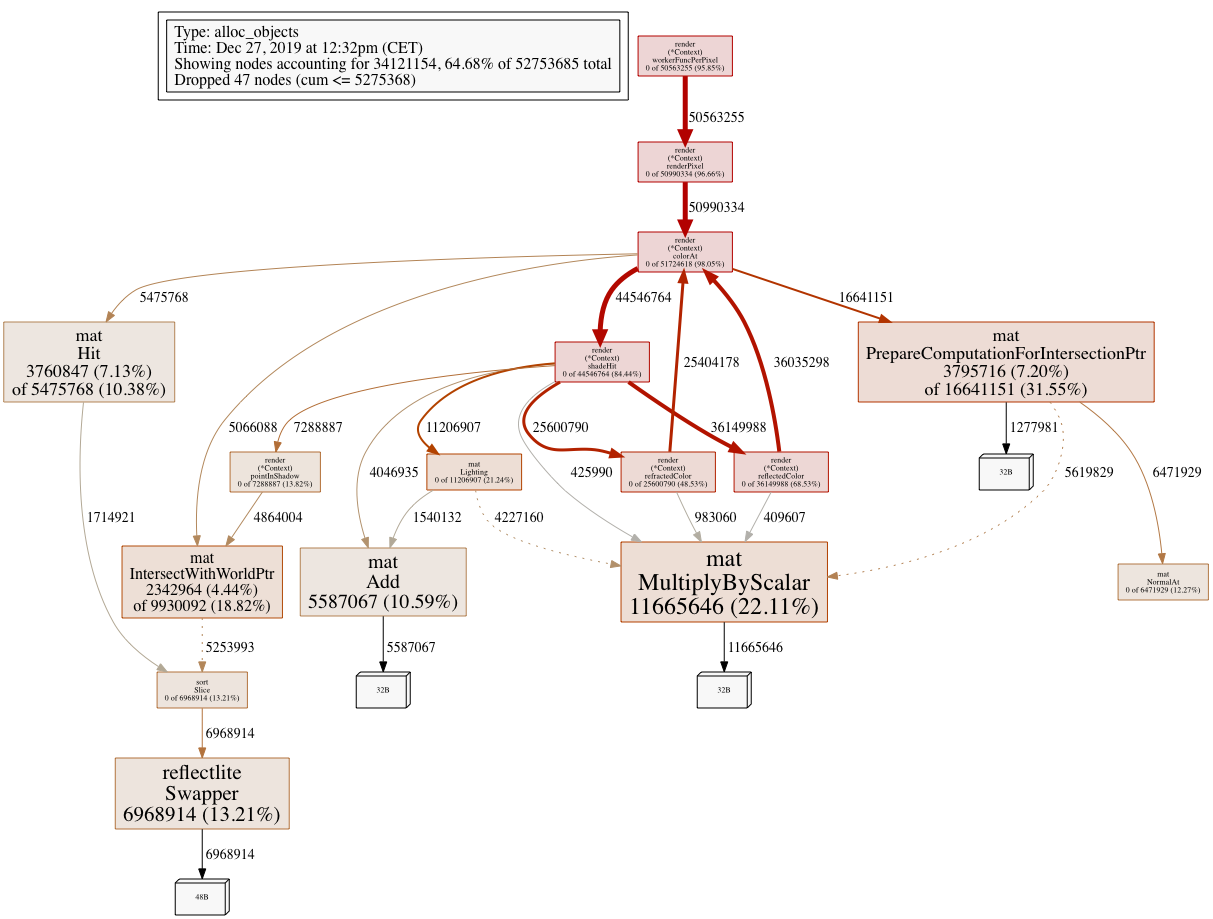 Type: alloc_objects
Time: Dec 27, 2019 at 12:32pm (CET)
Showing nodes accounting for 34121154, 64.68% of 52753685 total
Dropped 47 nodes (cum <= 5275368)
render
(*Context)
workerFuncPerPixel
0 of 50563255 (95.85%)
50563255
render
(*Context)
renderPixel
0 of 50990334 (96.66%)
50990334
render
(*Context)
colorAt
0 of 51724618 (98.05%)
5475768
44546764
16641151
mat
Hit
3760847 (7.13%)
of 5475768 (10.38%)
render
(*Context)
shadeHit
0 of 44546764 (84.44%)
25404178
36035298
mat
PrepareComputationForIntersectionPtr
3795716 (7.20%)
of 16641151 (31.55%)
5066088
7288887
11206907
25600790
36149988
1277981
render
(*Context)
pointInShadow
0 of 7288887 (13.82%)
4046935
mat
Lighting
0 of 11206907 (21.24%)
425990
render
(*Context)
refractedColor
0 of 25600790 (48.53%)
render
(*Context)
reflectedColor
0 of 36149988 (68.53%)
32B
5619829
6471929
1714921
4864004
1540132
4227160
983060
409607
mat
IntersectWithWorldPtr
2342964 (4.44%)
of 9930092 (18.82%)
mat
Add
5587067 (10.59%)
mat
MultiplyByScalar
11665646 (22.11%)
mat
NormalAt
0 of 6471929 (12.27%)
5253993
5587067
11665646
sort
Slice
0 of 6968914 (13.21%)
32B
32B
6968914
reflectlite
Swapper
6968914 (13.21%)
6968914
48B